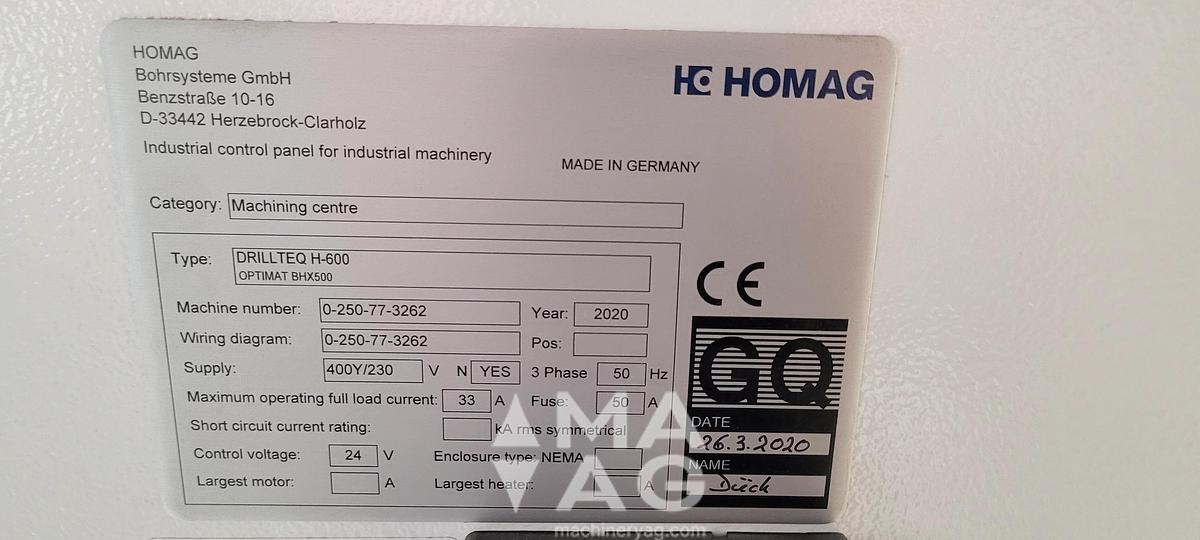 HOMAG
Bohrsysteme GmbH
Benzstraße 10-16
D-33442 Herzebrock-Clarholz
HOMAG
Industrial control panel for industrial machinery
MADE IN GERMANY
Category: Machining centre
Type: DRILLTEQ H-600
OPTIMAT BHX500
CE
Machine number: 0-250-77-3262 Year: 2020
Wiring diagram: 0-250-77-3262 Pos:
Supply: 400Y/230 V N YES 3 Phase 50 Hz
Maximum operating full load current: 33 A Fuse: 50 A
Short circuit current rating: kA rms symmetrical
Control voltage: 24 V Enclosure type: NEMA
Largest motor: A Largest heater: A
GQ
DATE
26.3.2020
NAME
Dück
MA
AG
machineryag.com